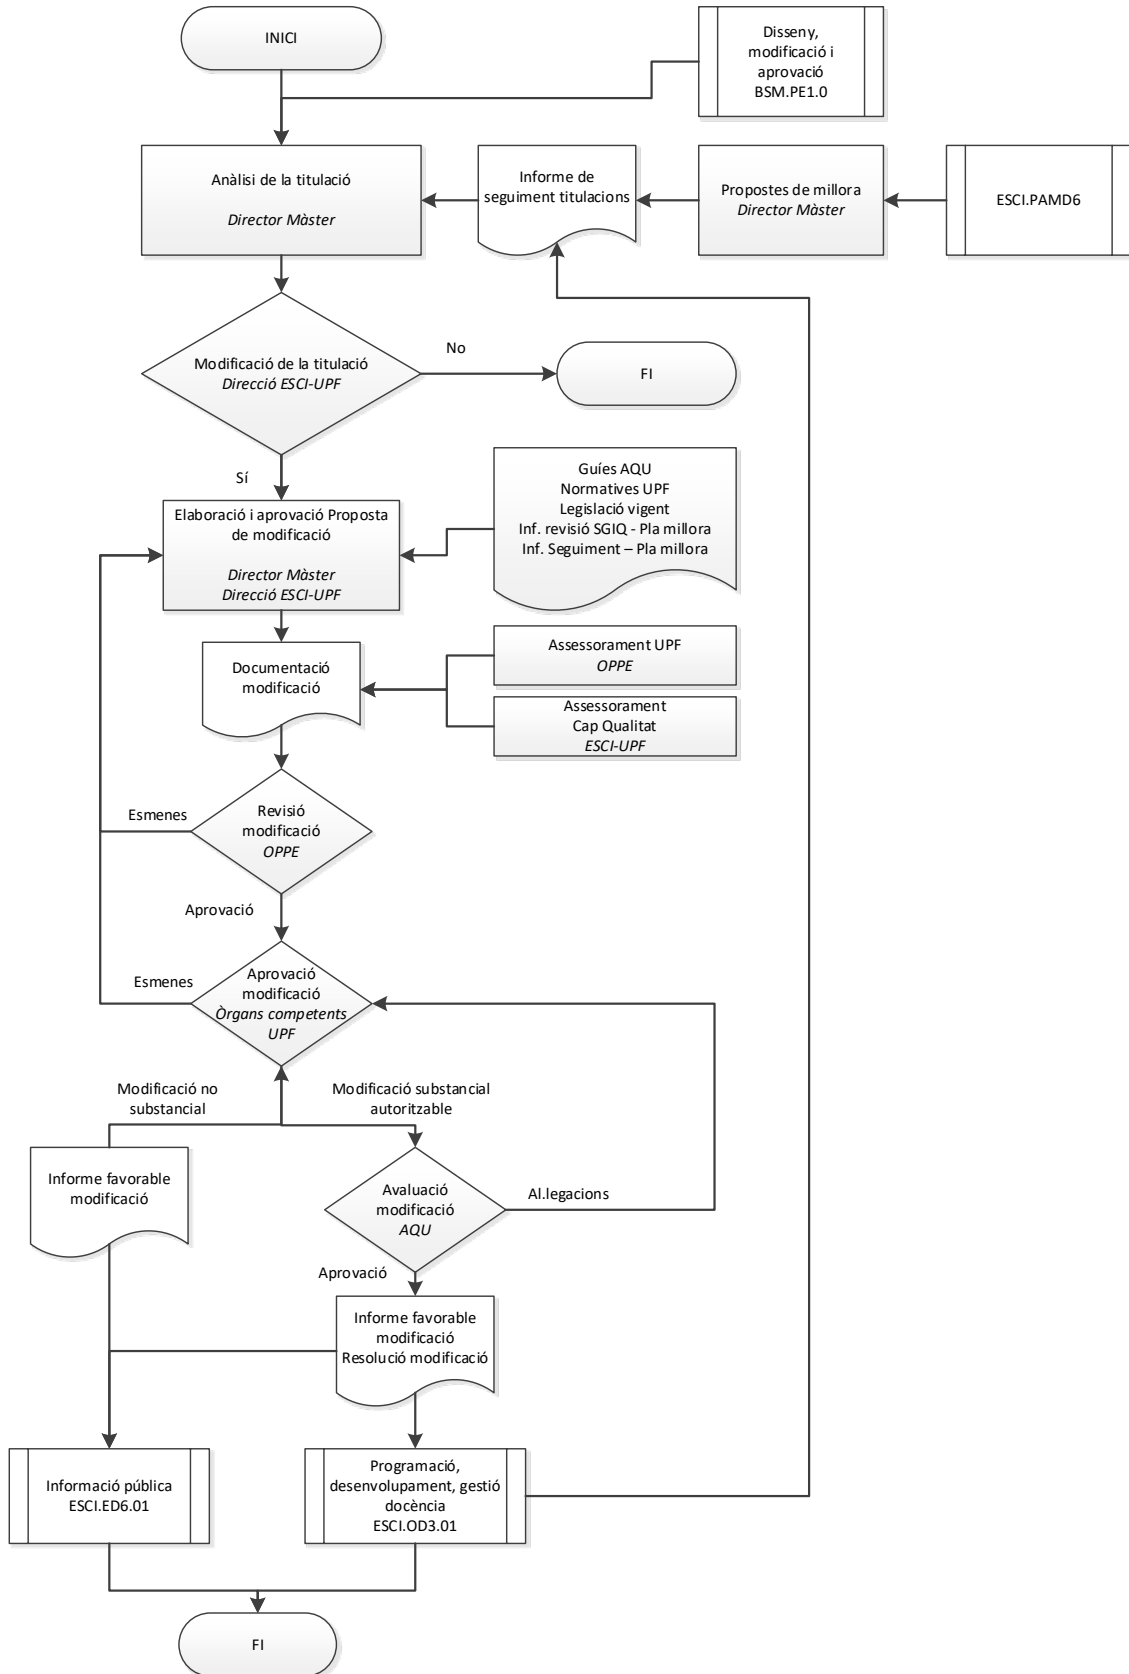 INICI
Disseny,
modificació i
aprovació
BSM.PE1.0
Anàlisi de la titulació
Director Màster
Informe de
seguiment titulacions
Propostes de millora
Director Màster
ESCI.PAMD6
Modificació de la titulació
Direcció ESCI-UPF
No
FI
Sí
Elaboració i aprovació Proposta
de modificació
Director Màster
Direcció ESCI-UPF
Guíes AQU
Normatives UPF
Legislació vigent
Inf. revisió SGIQ - Pla millora
Inf. Seguiment – Pla millora
Documentació
modificació
Assessorament UPF
OPPE
Assessorament
Cap Qualitat
ESCI-UPF
Esmenes
Revisió
modificació
OPPE
Aprovació
Esmenes
Aprovació
modificació
Òrgans competents
UPF
Modificació no
substancial
Modificació substancial
autoritzable
Informe favorable
modificació
Avaluació
modificació
AQU
Al.legacions
Aprovació
Informe favorable
modificació
Resolució modificació
Informació pública
ESCI.ED6.01
Programació,
desenvolupament, gestió
docència
ESCI.OD3.01
FI